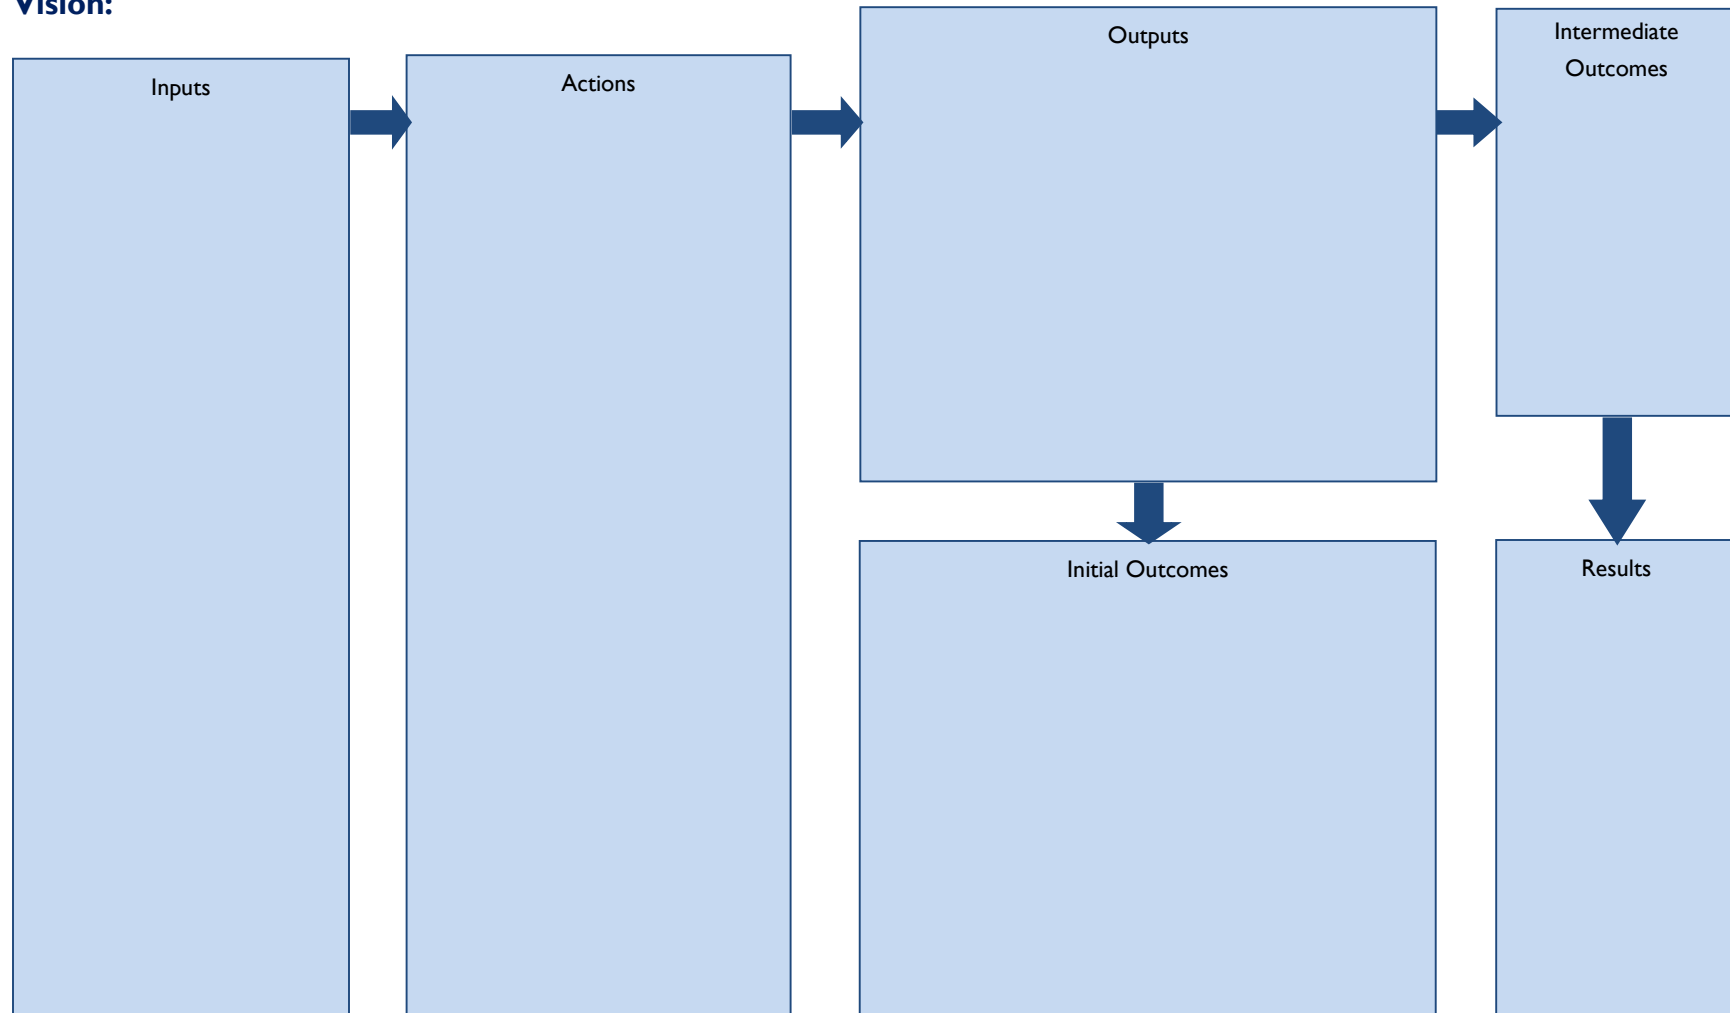 Vision:
Inputs
Actions
Outputs
Intermediate
Outcomes
Initial Outcomes
Results